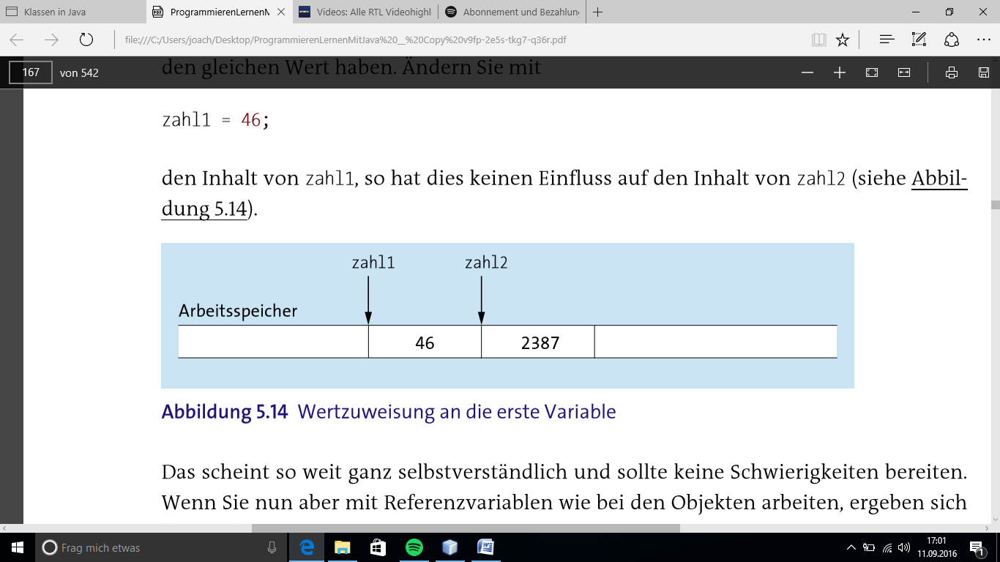 Klassen in Java
ProgrammierenLernenM
Videos: Alle RTL Videohighl
Abonnement und Bezahlung
file:///C:/Users/joach/Desktop/ProgrammierenLernenMitJava%20__%20Copy%20v9fp-2e5s-tkg7-q36r.pdf
167 von 542
den gleichen Wert haben. Ändern Sie mit
zahl1 = 46;
den Inhalt von zahl1, so hat dies keinen Einfluss auf den Inhalt von zahl2 (siehe Abbil-
dung 5.14).
zahl1 zahl2
Arbeitsspeicher
46 2387
Abbildung 5.14 Wertzuweisung an die erste Variable
Das scheint so weit ganz selbstverständlich und sollte keine Schwierigkeiten bereiten.
Wenn Sie nun aber mit Referenzvariablen wie bei den Objekten arbeiten, ergeben sich
Frag mich etwas
17:01
11.09.2016
1